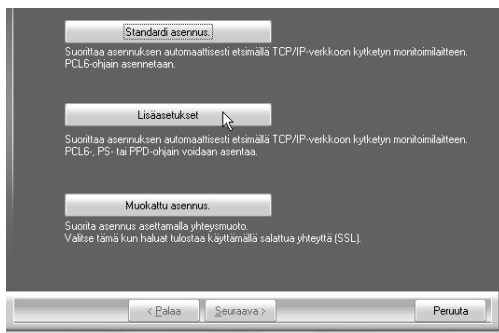 Standardi asennus.
Suorittaa asennuksen automaattisesti etsimällä TCP/IP-verkkoon kytketyn monitoimilaitteen.
PCL6-ohjain asennetaan.
Lisäasetukset
Suorittaa asennuksen automaattisesti etsimällä TCP/IP-verkkoon kytketyn monitoimilaitteen.
PCL6-, PS- tai PPD-ohjain voidaan asentaa.
Muokattu asennus.
Suorita asennus asettamalla yhteysmuoto.
Valitse tämä kun haluat tulostaa käyttämällä salattua yhteyttä (SSL).
< Palaa Seuraava > Peruuta